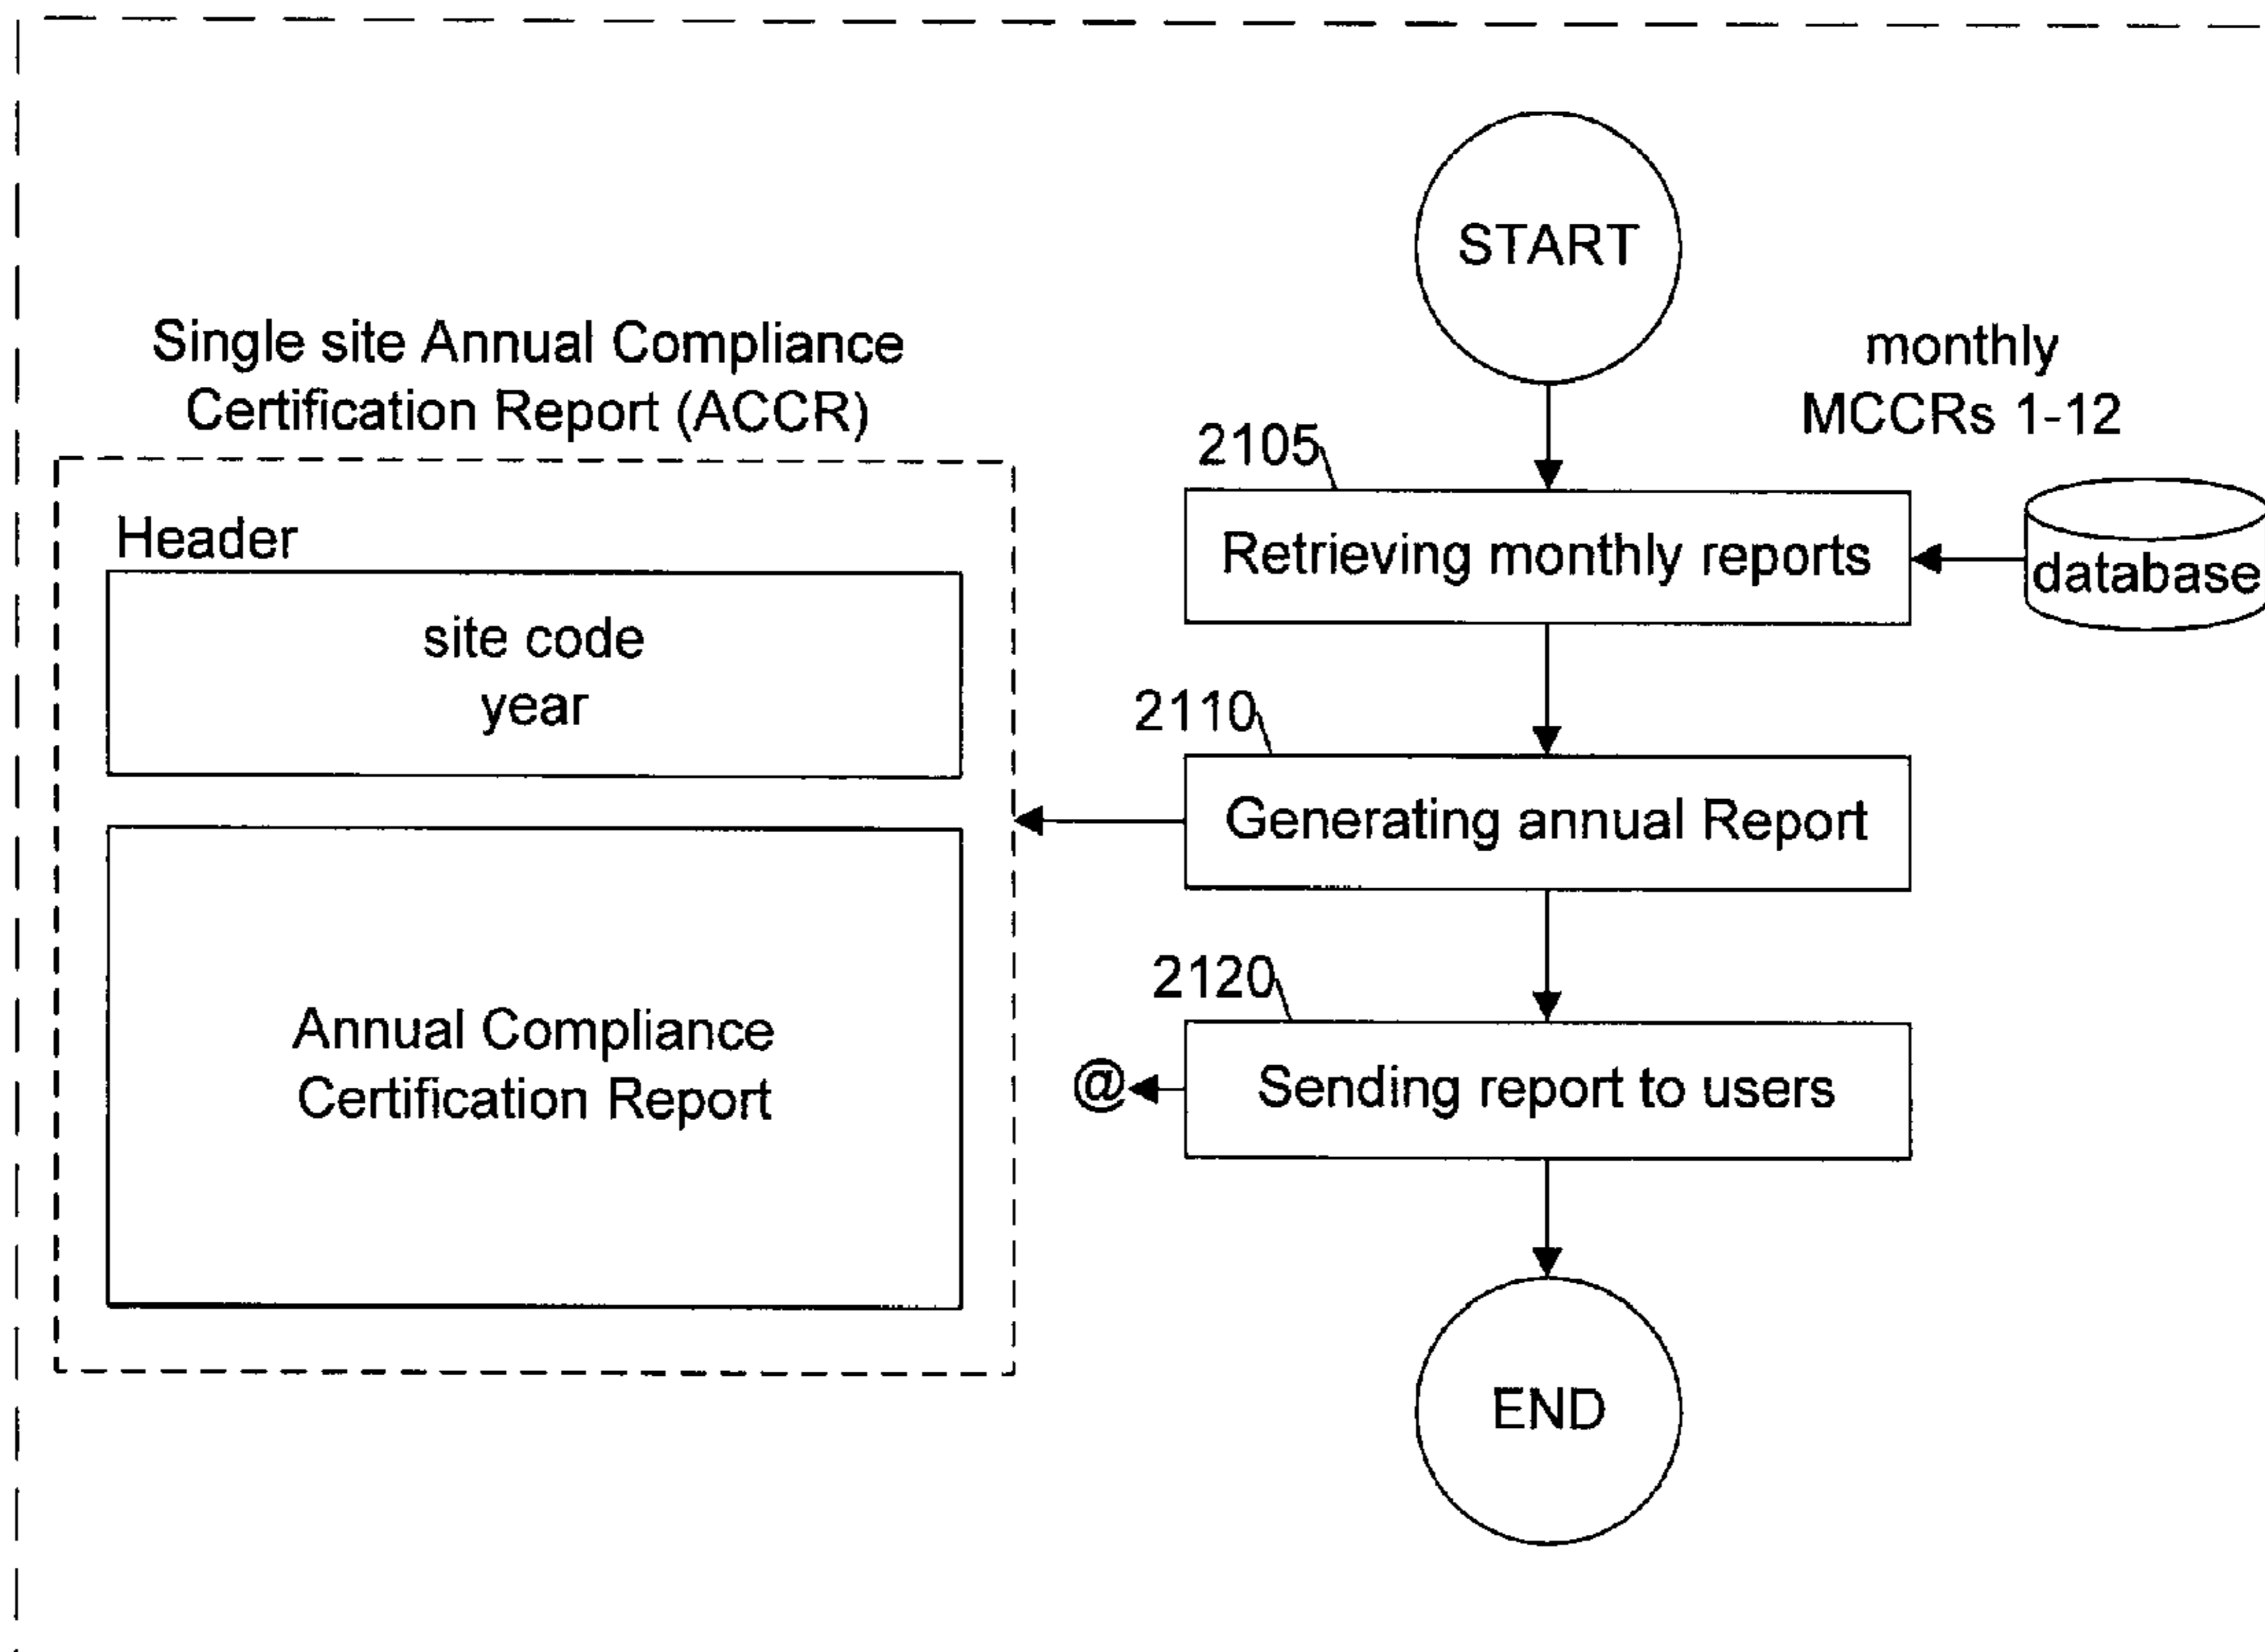 START
Single site Annual Compliance
Certification Report (ACCR)
monthly
MCCRs 1-12
2105
Header
Retrieving monthly reports
database
site code
year
2110
Generating annual Report
2120
Annual Compliance
Certification Report
@
Sending report to users
END